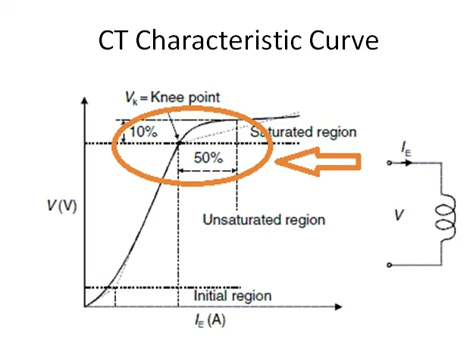 CT Characteristic Curve
Vk = Knee point
10%
Saturated region
50%
IE
V (V)
V
Unsaturated region
Initial region
IE (A)